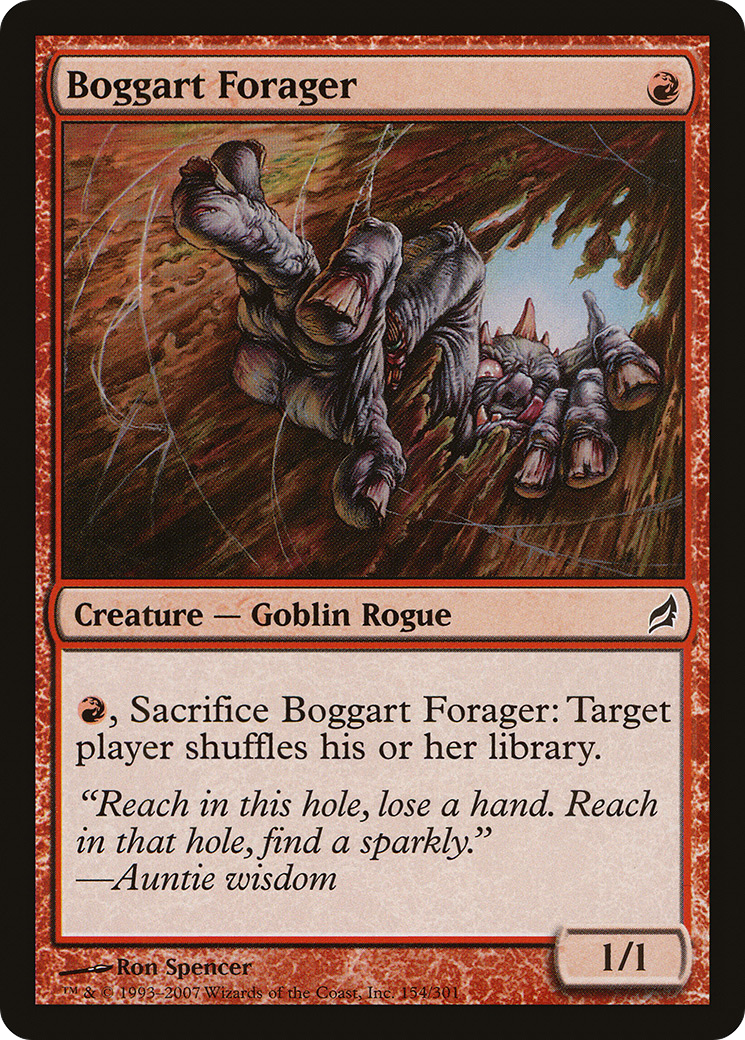 Boggart Forager
Creature — Goblin Rogue
, Sacrifice Boggart Forager: Target
player shuffles his or her library.
“Reach in this hole, lose a hand. Reach
in that hole, find a sparkly.”
—Auntie wisdom
1/1
Ron Spencer
™ & © 1993–2007 Wizards of the Coast, Inc. 154/301